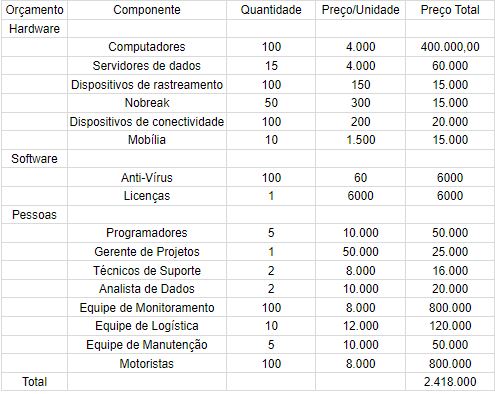 Orçamento Componente Quantidade Preço/Unidade Preço Total
Hardware
Computadores 100 4.000 400.000,00
Servidores de dados 15 4.000 60.000
Dispositivos de rastreamento 100 150 15.000
Nobreak 50 300 15.000
Dispositivos de conectividade 100 200 20.000
Mobília 10 1.500 15.000
Software
Anti-Vírus 100 60 6000
Licenças 1 6000 6000
Pessoas
Programadores 5 10.000 50.000
Gerente de Projetos 1 50.000 25.000
Técnicos de Suporte 2 8.000 16.000
Analista de Dados 2 10.000 20.000
Equipe de Monitoramento 100 8.000 800.000
Equipe de Logística 10 12.000 120.000
Equipe de Manutenção 5 10.000 50.000
Motoristas 100 8.000 800.000
Total 2.418.000